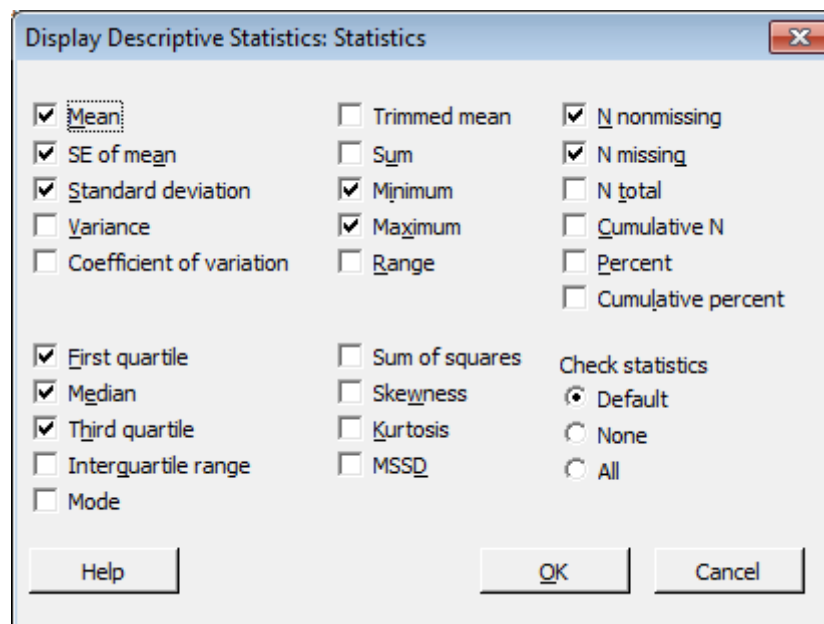 Display Descriptive Statistics: Statistics
Mean
SE of mean
Standard deviation
Variance
Coefficient of variation
Trimmed mean
Sum
Minimum
Maximum
Range
N nonmissing
N missing
N total
Cumulative N
Percent
Cumulative percent
First quartile
Median
Third quartile
Interquartile range
Mode
Sum of squares
Skewness
Kurtosis
MSSD
Check statistics
Default
None
All
Help
OK
Cancel